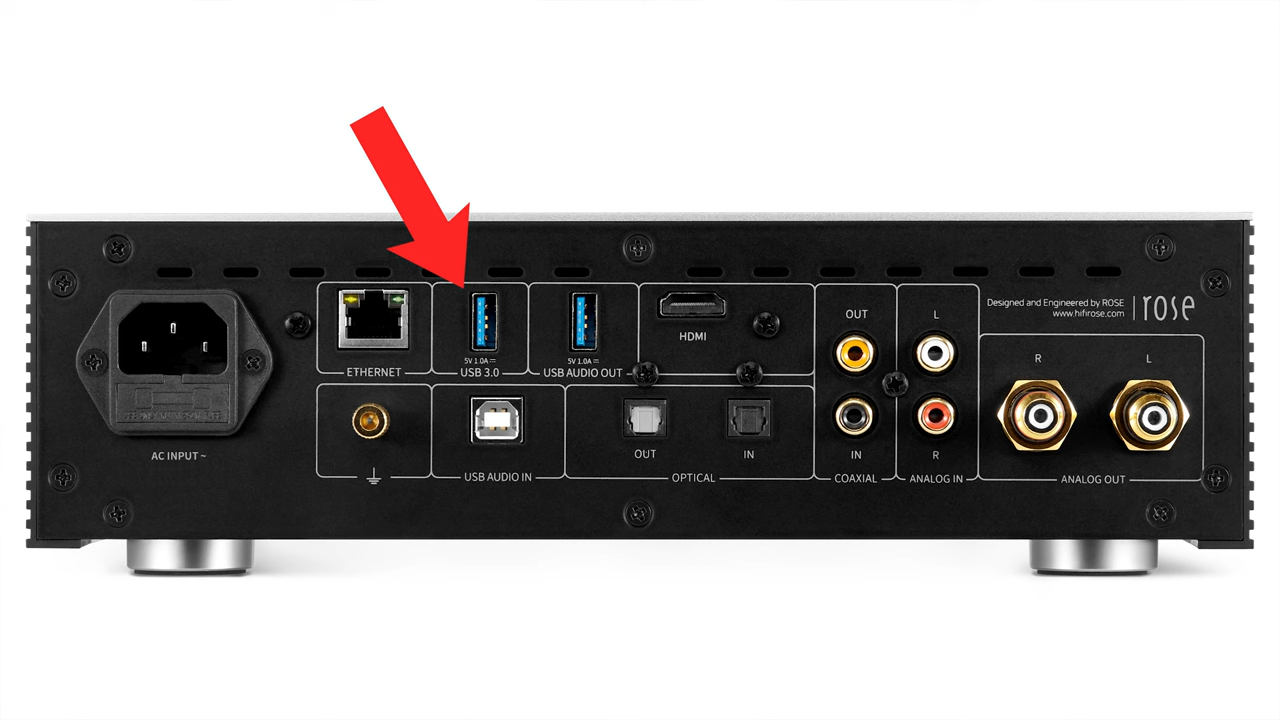 Designed and Engineered by ROSE
www.hifirose.com
rose
OUT
L
HDMI
5V 1.0A
5V 1.0A
ETHERNET
USB 3.0
USB AUDIO OUT
R
L
AC INPUT ~
USB AUDIO IN
OUT
IN
OPTICAL
IN
COAXIAL
R
ANALOG IN
ANALOG OUT